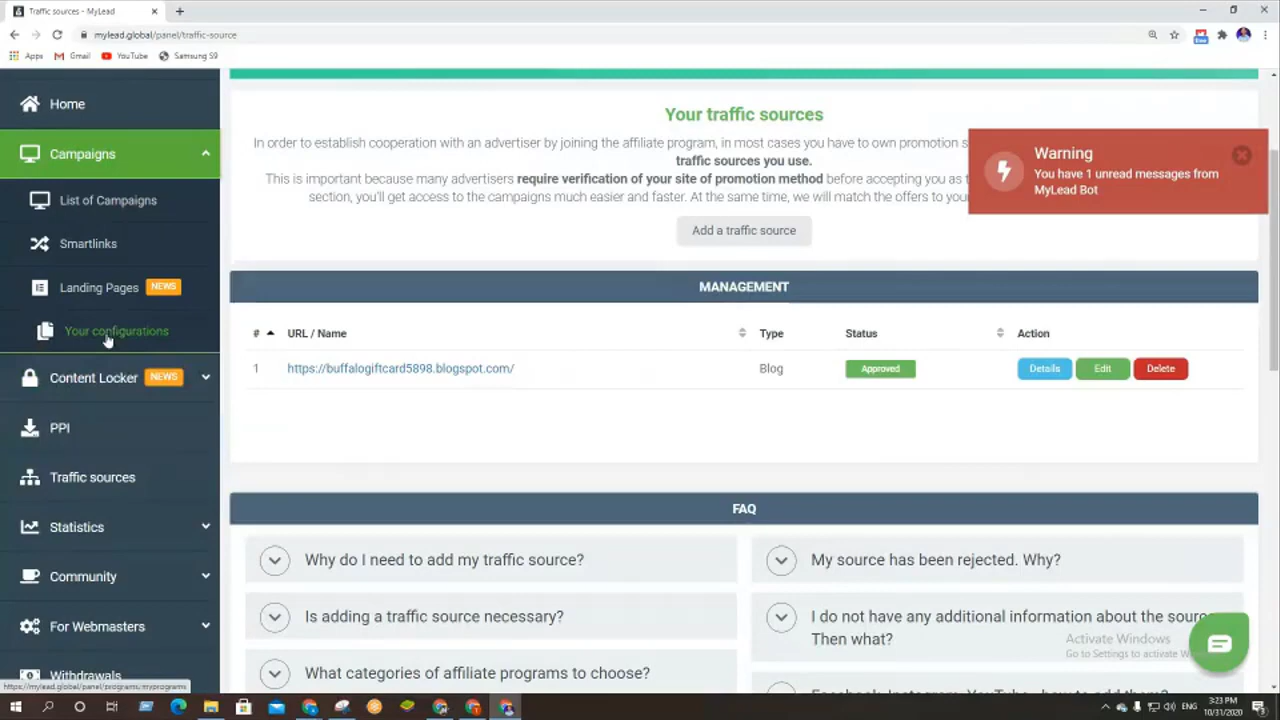 Traffic sources - MyLead
mylead.global/panel/traffic-source
Apps
Gmail
YouTube
Samsung S9
Home
Campaigns
List of Campaigns
Smartlinks
Landing Pages NEWS
Your configurations
Content Locker NEWS
PPI
Traffic sources
Statistics
Community
For Webmasters
Withdrawals
https://mylead.global/panel/programs/myprograms
Your traffic sources
In order to establish cooperation with an advertiser by joining the affiliate program, in most cases you have to own promotion s
traffic sources you use.
This is important because many advertisers require verification of your site of promotion method before accepting you as t
section, you'll get access to the campaigns much easier and faster. At the same time, we will match the offers to your
Add a traffic source
Warning
You have 1 unread messages from
MyLead Bot
MANAGEMENT
# URL / Name Type Status Action
1 https://buffalogiftcard5898.blogspot.com/ Blog Approved Details Edit Delete
FAQ
Why do I need to add my traffic source?
My source has been rejected. Why?
Is adding a traffic source necessary?
I do not have any additional information about the sourc
Then what?
What categories of affiliate programs to choose?
Facebook, Instagram, YouTube - how to add them?
Activate Windows
Go to Settings to activate W
ENG
3:23 PM
10/31/2020